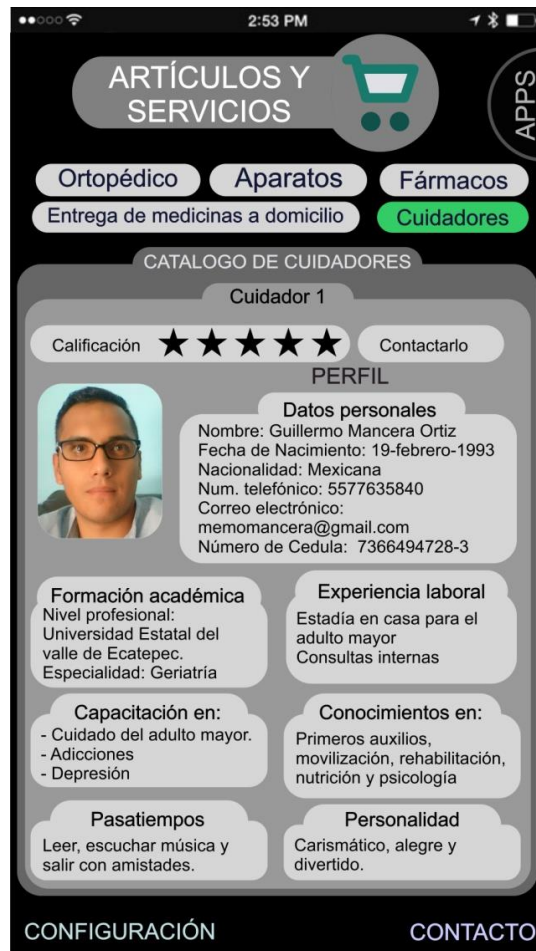 2:53 PM
ARTÍCULOS Y
SERVICIOS
APPS
Ortopédico
Aparatos
Fármacos
Entrega de medicinas a domicilio
Cuidadores
CATALOGO DE CUIDADORES
Cuidador 1
Calificación
Contactarlo
PERFIL
Datos personales
Nombre: Guillermo Mancera Ortiz
Fecha de Nacimiento: 19-febrero-1993
Nacionalidad: Mexicana
Num. telefónico: 5577635840
Correo electrónico:
memomancera@gmail.com
Número de Cedula: 7366494728-3
Formación académica
Nivel profesional:
Universidad Estatal del
valle de Ecatepec.
Especialidad: Geriatría
Experiencia laboral
Estadía en casa para el
adulto mayor
Consultas internas
Capacitación en:
- Cuidado del adulto mayor.
- Adicciones
- Depresión
Conocimientos en:
Primeros auxilios,
movilización, rehabilitación,
nutrición y psicología
Pasatiempos
Leer, escuchar música y
salir con amistades.
Personalidad
Carismático, alegre y
divertido.
CONFIGURACIÓN
CONTACTO